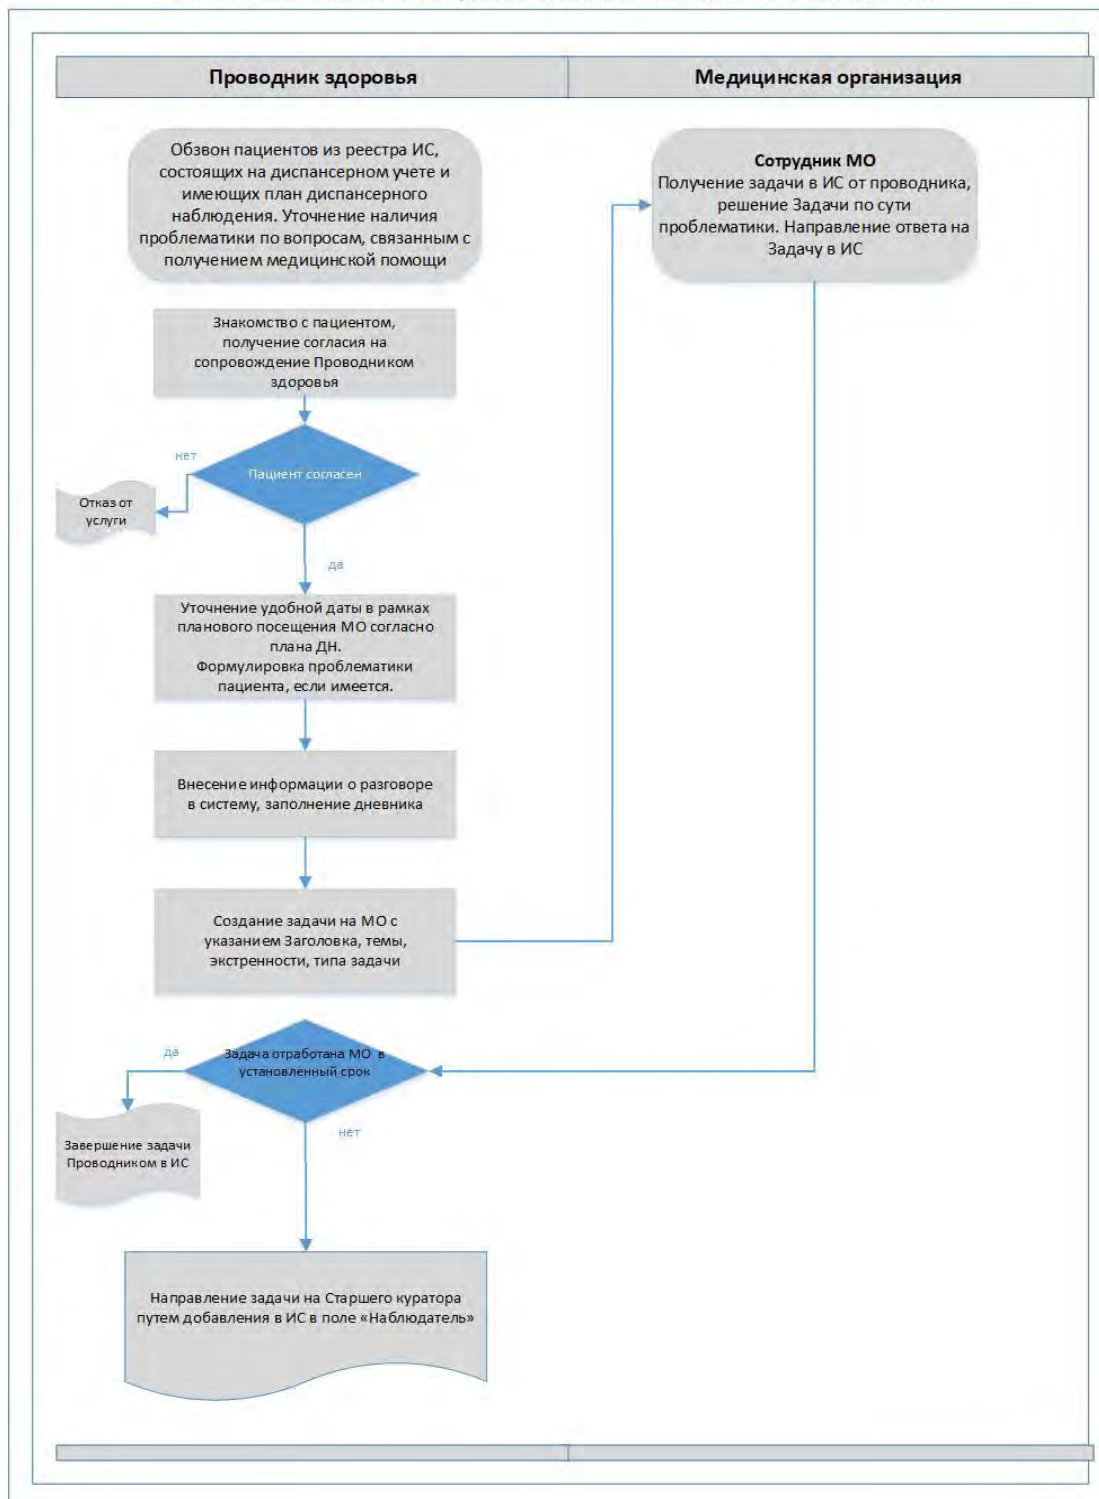 Проводник здоровья
Медицинская организация
Обзвон пациентов из реестра ИС,
состоящих на диспансерном учете и
имеющих план диспансерного
наблюдения. Уточнение наличия
проблематики по вопросам, связанным с
получением медицинской помощи
Сотрудник МО
Получение задачи в ИС от проводника,
решение Задачи по сути
проблематики. Направление ответа на
Задачу в ИС
Знакомство с пациентом,
получение согласия на
сопровождение Проводником
здоровья
нет
Пациент согласен
Отказ от
услуги
да
Уточнение удобной даты в рамках
планового посещения МО согласно
плана ДН.
Формулировка проблематики
пациента, если имеется.
Внесение информации о разговоре
в систему, заполнение дневника
Создание задачи на МО с
указанием Заголовка, темы,
экстренности, типа задачи
да
Задача отработана МО в
установленный срок
нет
Завершение задачи
Проводником в ИС
Направление задачи на Старшего куратора
путем добавления в ИС в поле «Наблюдатель»